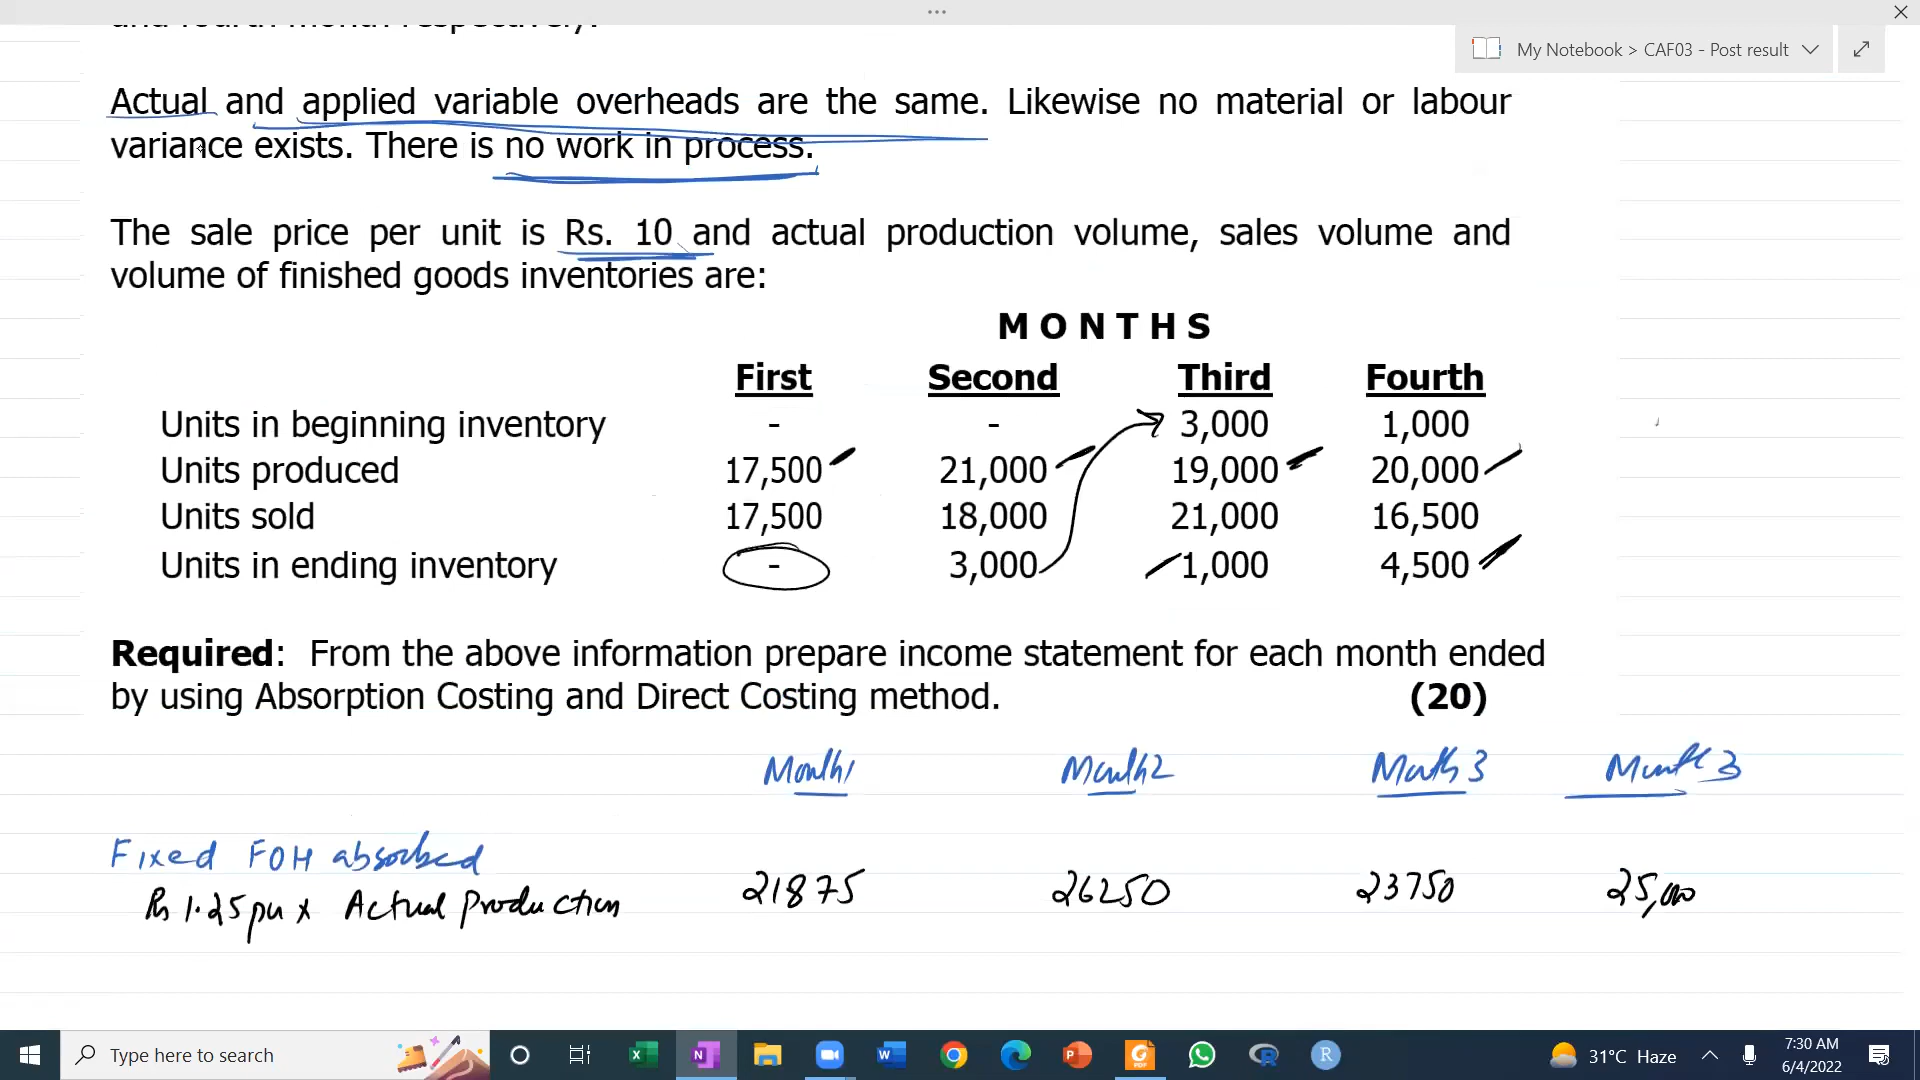 and fourth month respectively.
My Notebook > CAF03 - Post result
Actual and applied variable overheads are the same. Likewise no material or labour
variance exists. There is no work in process.
The sale price per unit is Rs. 10 and actual production volume, sales volume and
volume of finished goods inventories are:
MONTHS
First Second Third Fourth
Units in beginning inventory - - 3,000 1,000
Units produced 17,500 21,000 19,000 20,000
Units sold 17,500 18,000 21,000 16,500
Units in ending inventory - 3,000 1,000 4,500
Required: From the above information prepare income statement for each month ended
by using Absorption Costing and Direct Costing method. (20)
Month1 Month2 Month 3 Month 3
Fixed FOH absorbed
Rs 1.25 pu x Actual Production 21875 26250 23750 25,000
Type here to search
31°C Haze
7:30 AM
6/4/2022